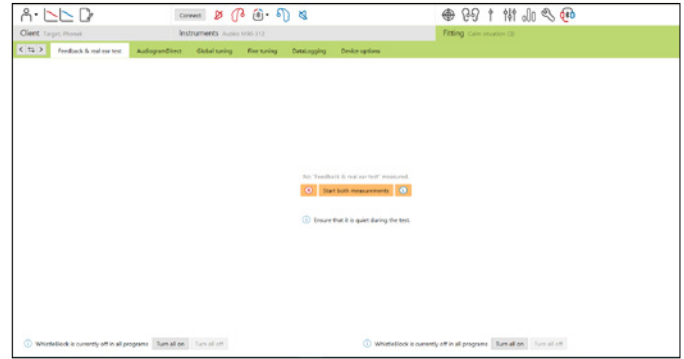 Connect
Client Target, Phonak
Instruments Audéo M90-312
Fitting Calm situation (3)
Feedback & real ear test AudiogramDirect Global tuning Fine tuning DataLogging Device options
No 'Feedback & real ear test' measured.
R Start both measurements L
Ensure that it is quiet during the test.
WhistleBlock is currently off in all programs Turn all on Turn all off
WhistleBlock is currently off in all programs Turn all on Turn all off